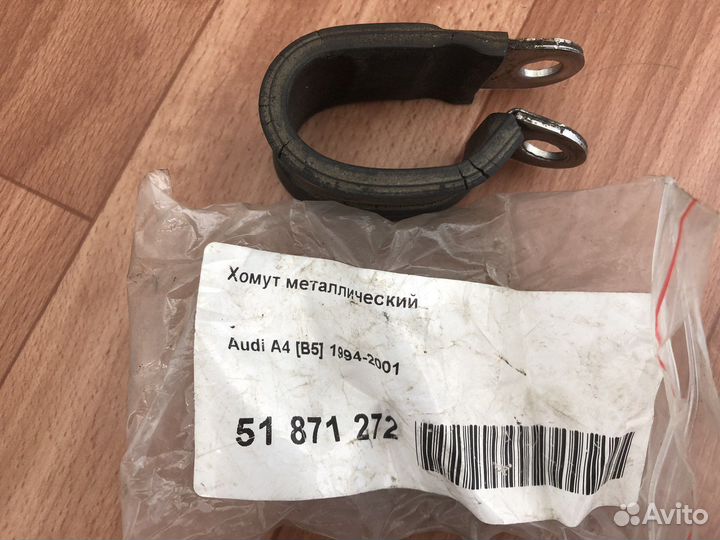 Хомут металлический
Audi A4 [B5] 1994-2001
51 871 272
Avito